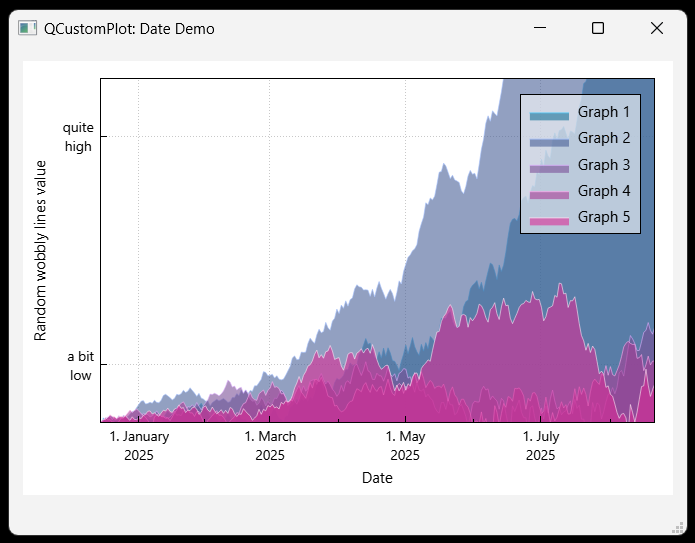 QCustomPlot: Date Demo
quite
high
Random wobbly lines value
a bit
low
Graph 1
Graph 2
Graph 3
Graph 4
Graph 5
1. January
2025
1. March
2025
1. May
2025
1. July
2025
Date